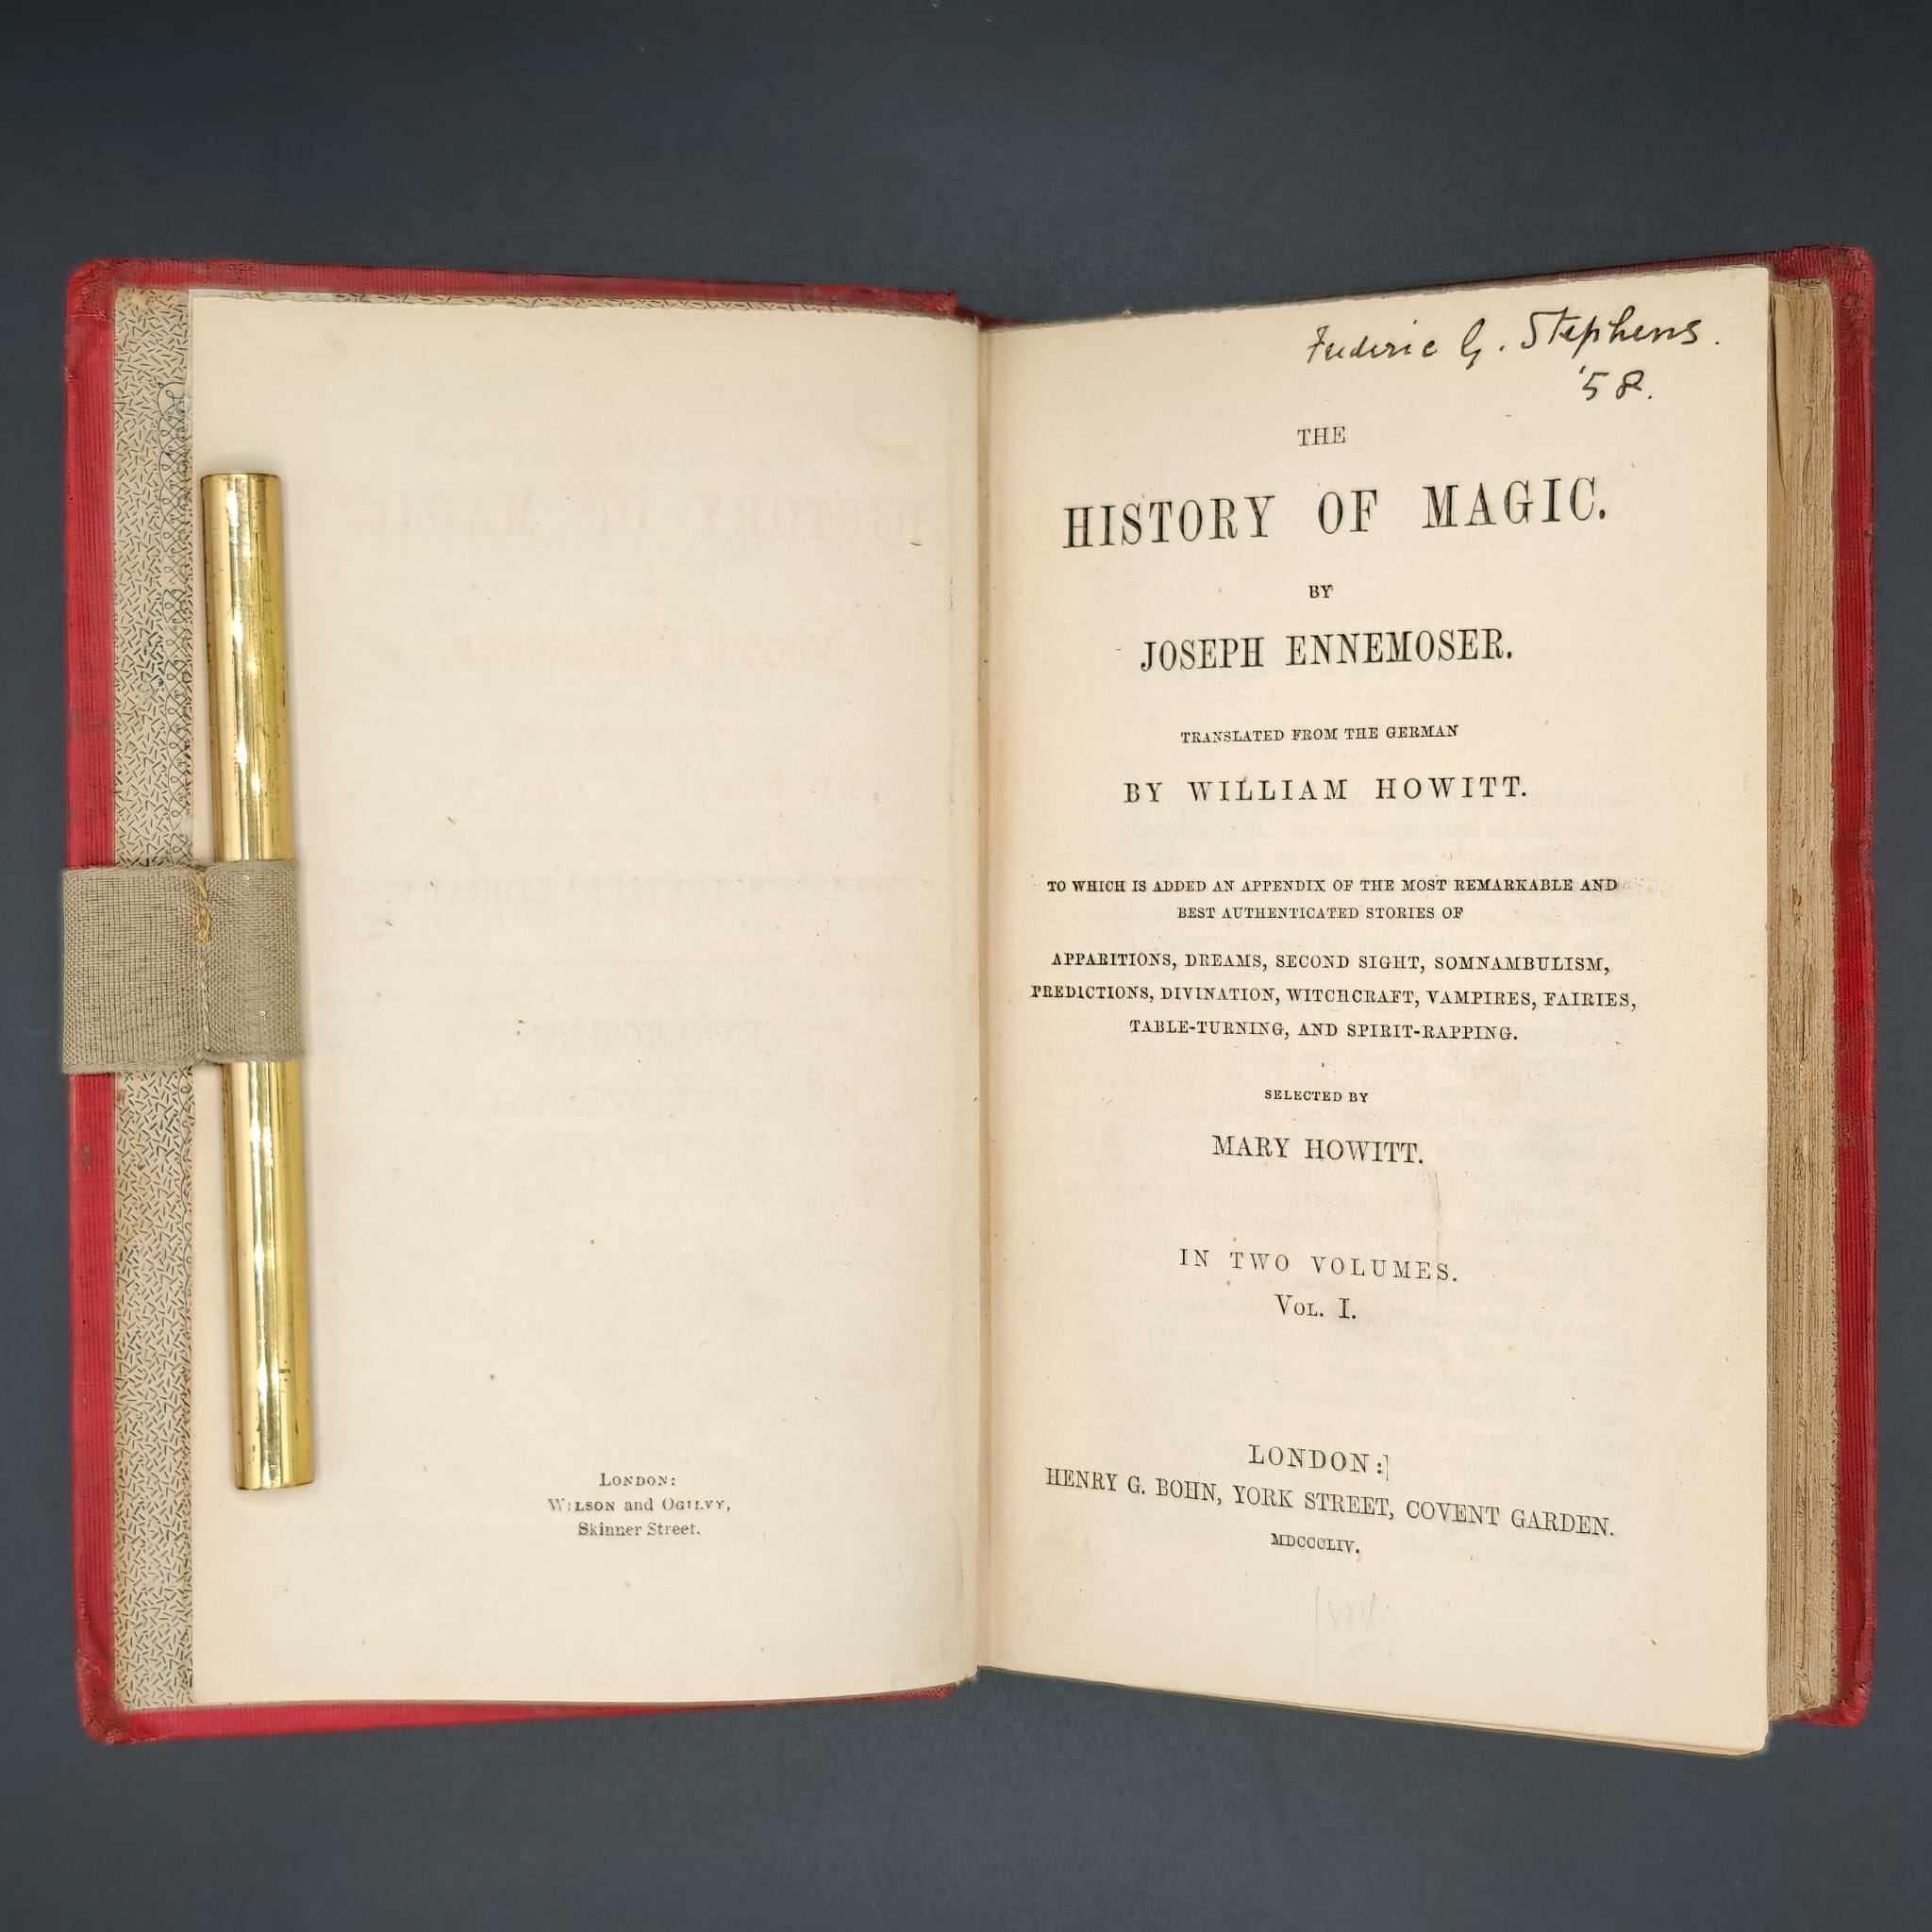 London:
Wilson and Ogilvy,
Skinner Street.
Frederic G. Stephens.
'58.
THE
HISTORY OF MAGIC.
BY
JOSEPH ENNEMOSER.
TRANSLATED FROM THE GERMAN
BY WILLIAM HOWITT.
TO WHICH IS ADDED AN APPENDIX OF THE MOST REMARKABLE AND
BEST AUTHENTICATED STORIES OF
APPARITIONS, DREAMS, SECOND SIGHT, SOMNAMBULISM,
PREDICTIONS, DIVINATION, WITCHCRAFT, VAMPIRES, FAIRIES,
TABLE-TURNING, AND SPIRIT-RAPPING.
SELECTED BY
MARY HOWITT.
IN TWO VOLUMES.
Vol. I.
LONDON:]
HENRY G. BOHN, YORK STREET, COVENT GARDEN.
MDCCCLIV.